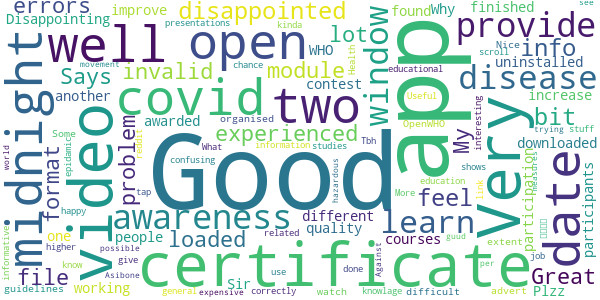 Disappointing errors improve disappointed presentations kinda finished see
midnight well open lot WHO found Why Nice scroll
provide info
Says invalid module window uninstalled Health
another covid two contest chance educational disease
movement awarded experienced My Useful increase
Some problem organised OpenWHO interesting bit
epidemic format video What information studies Tbh trying stuff
confusing Good app Very downloaded
world tap hazardous More education shows
happy one awareness different feel participation date
people loaded quality learn link measures participants
informative file higher related courses extent
know possible give Sir certificate Great
guidelines working Asibone use done Against guud per job
general expensive correctly watch knowlage difficult advert Plzz